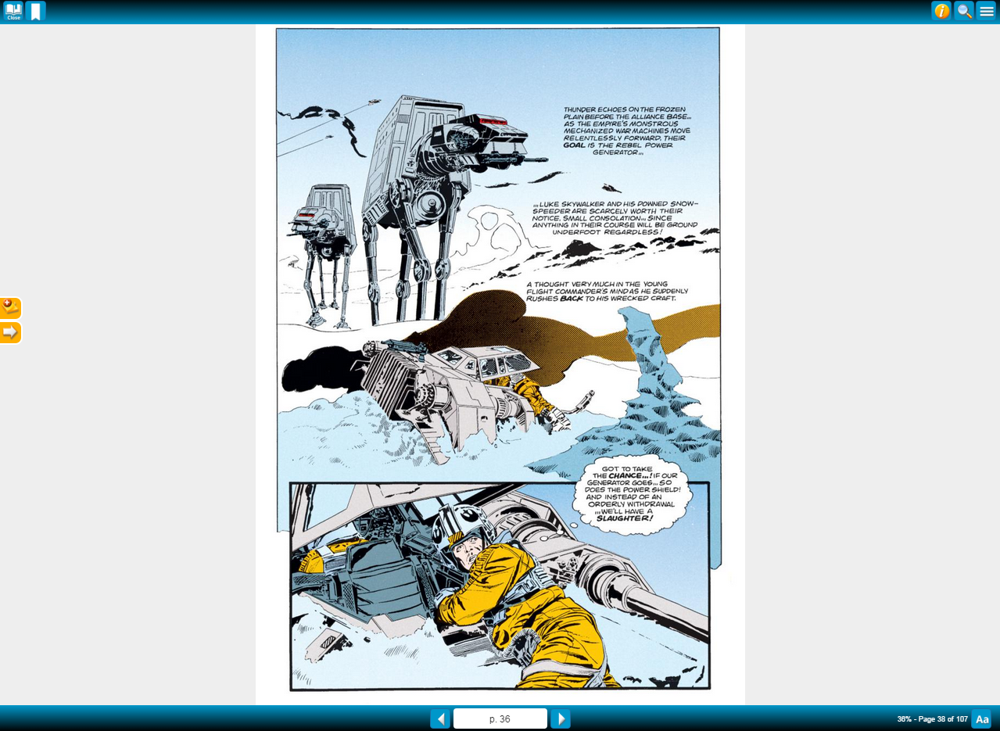 Close
THUNDER ECHOES ON THE FROZEN
PLAIN BEFORE THE ALLIANCE BASE...
AS THE EMPIRE'S MONSTROUS
MECHANIZED WAR MACHINES MOVE
RELENTLESSLY FORWARD, THEIR
GOAL IS THE REBEL POWER
GENERATOR...
...LUKE SKYWALKER AND HIS DOWNED SNOW-
SPEEDER ARE SCARCELY WORTH THEIR
NOTICE, SMALL CONSOLATION... SINCE
ANYTHING IN THEIR COURSE WILL BE GROUND
UNDERFOOT REGARDLESS!
A THOUGHT VERY MUCH IN THE YOUNG
FLIGHT COMMANDER'S MIND AS HE SUDDENLY
RUSHES BACK TO HIS WRECKED CRAFT.
GOT TO TAKE
THE CHANCE...! IF OUR
GENERATOR GOES... SO
DOES THE POWER SHIELD!
AND INSTEAD OF AN
ORDERLY WITHDRAWAL
...WE'LL HAVE A
SLAUGHTER!
p. 36
36% - Page 38 of 107
Aa